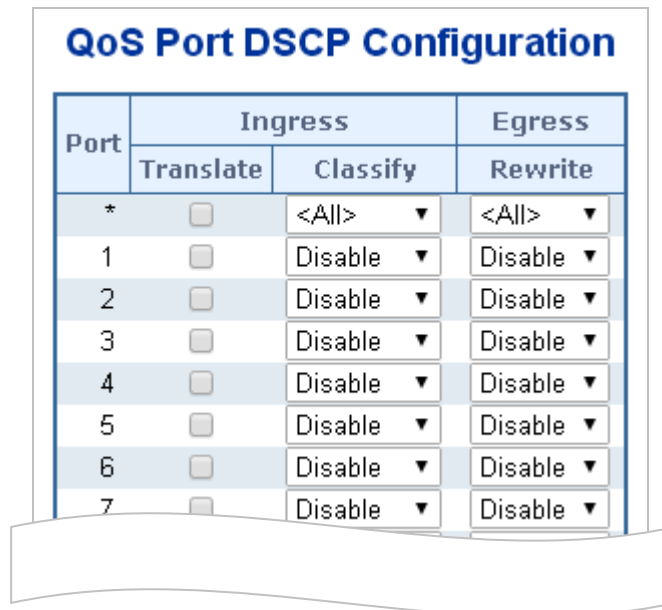 QoS Port DSCP Configuration
Port Ingress Egress
Translate Classify Rewrite
* <All> <All>
1 Disable Disable
2 Disable Disable
3 Disable Disable
4 Disable Disable
5 Disable Disable
6 Disable Disable
7 Disable Disable